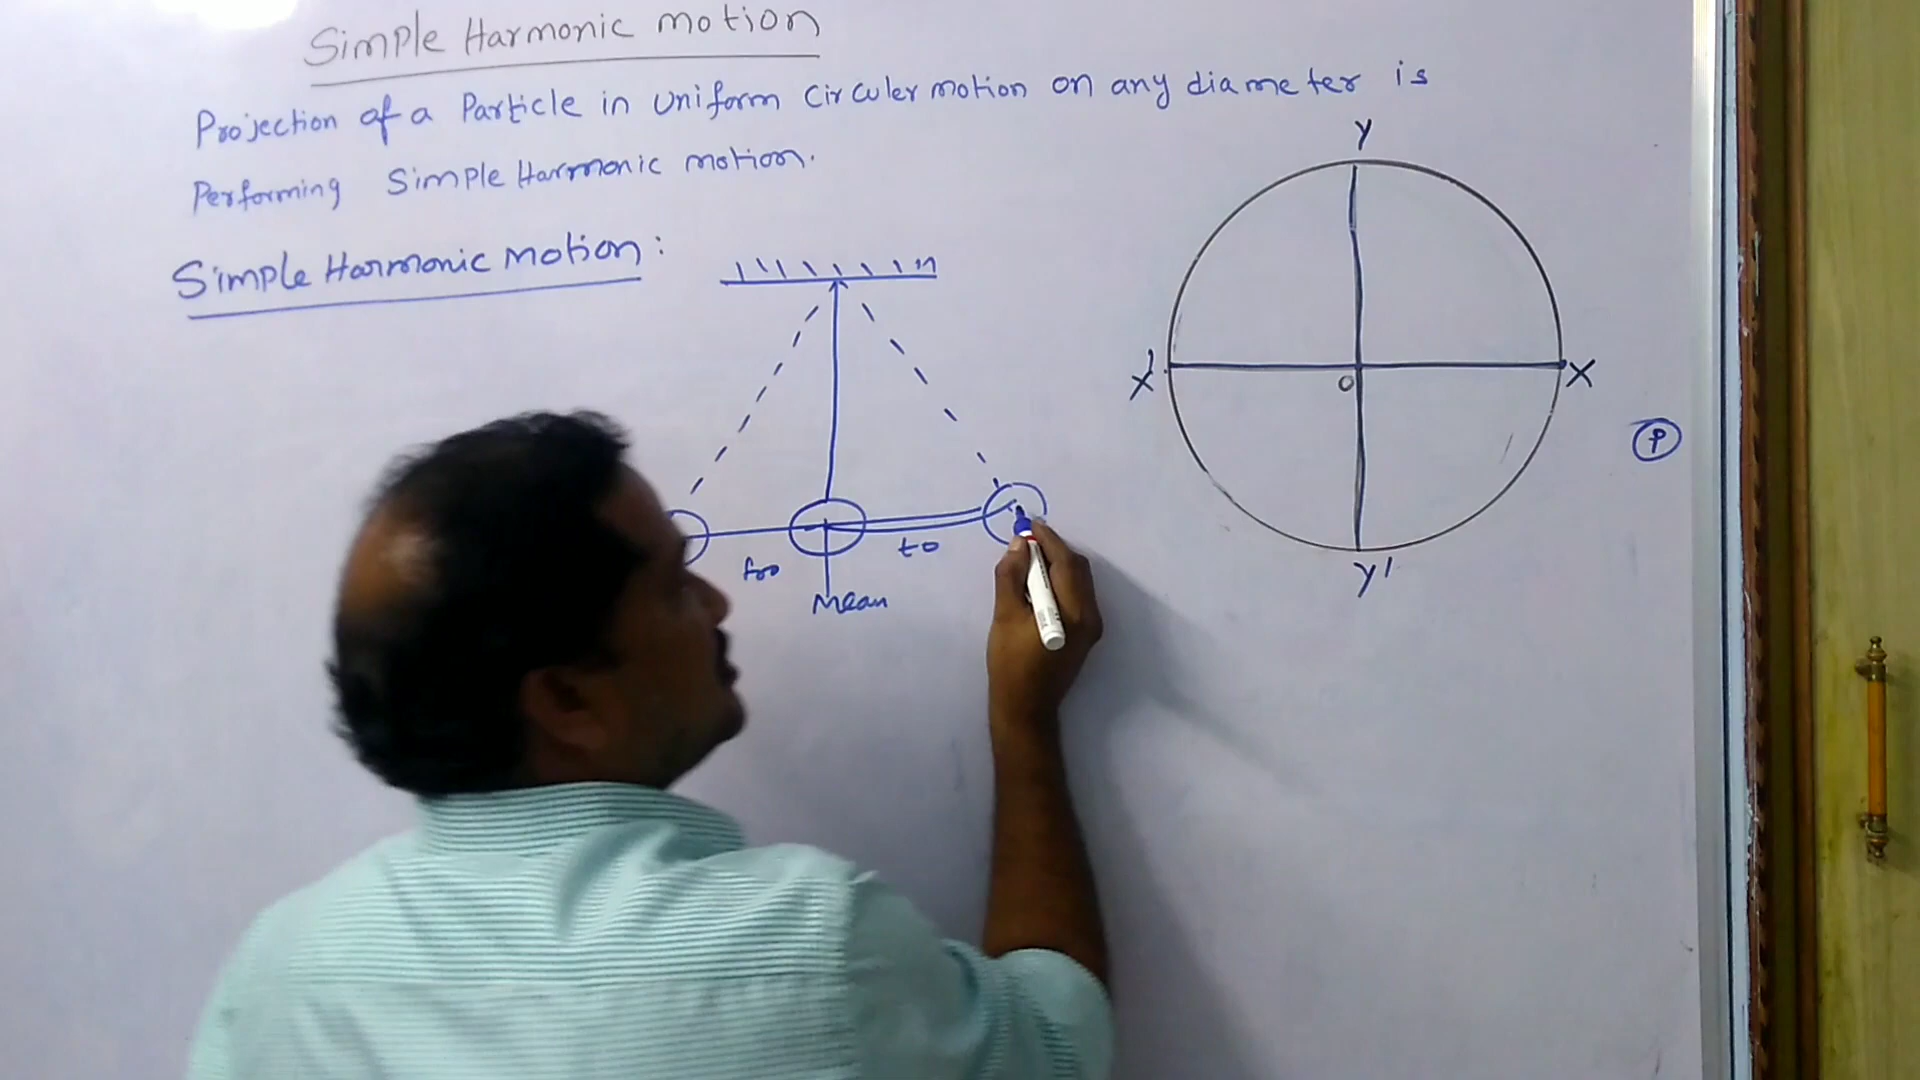 Simple Harmonic motion
Projection of a Particle in uniform Circuler motion on any diameter is
Performing Simple Harmonic motion.
Simple Harmonic motion :
Y
X'
O
X
P
fro
to
Mean
Y'